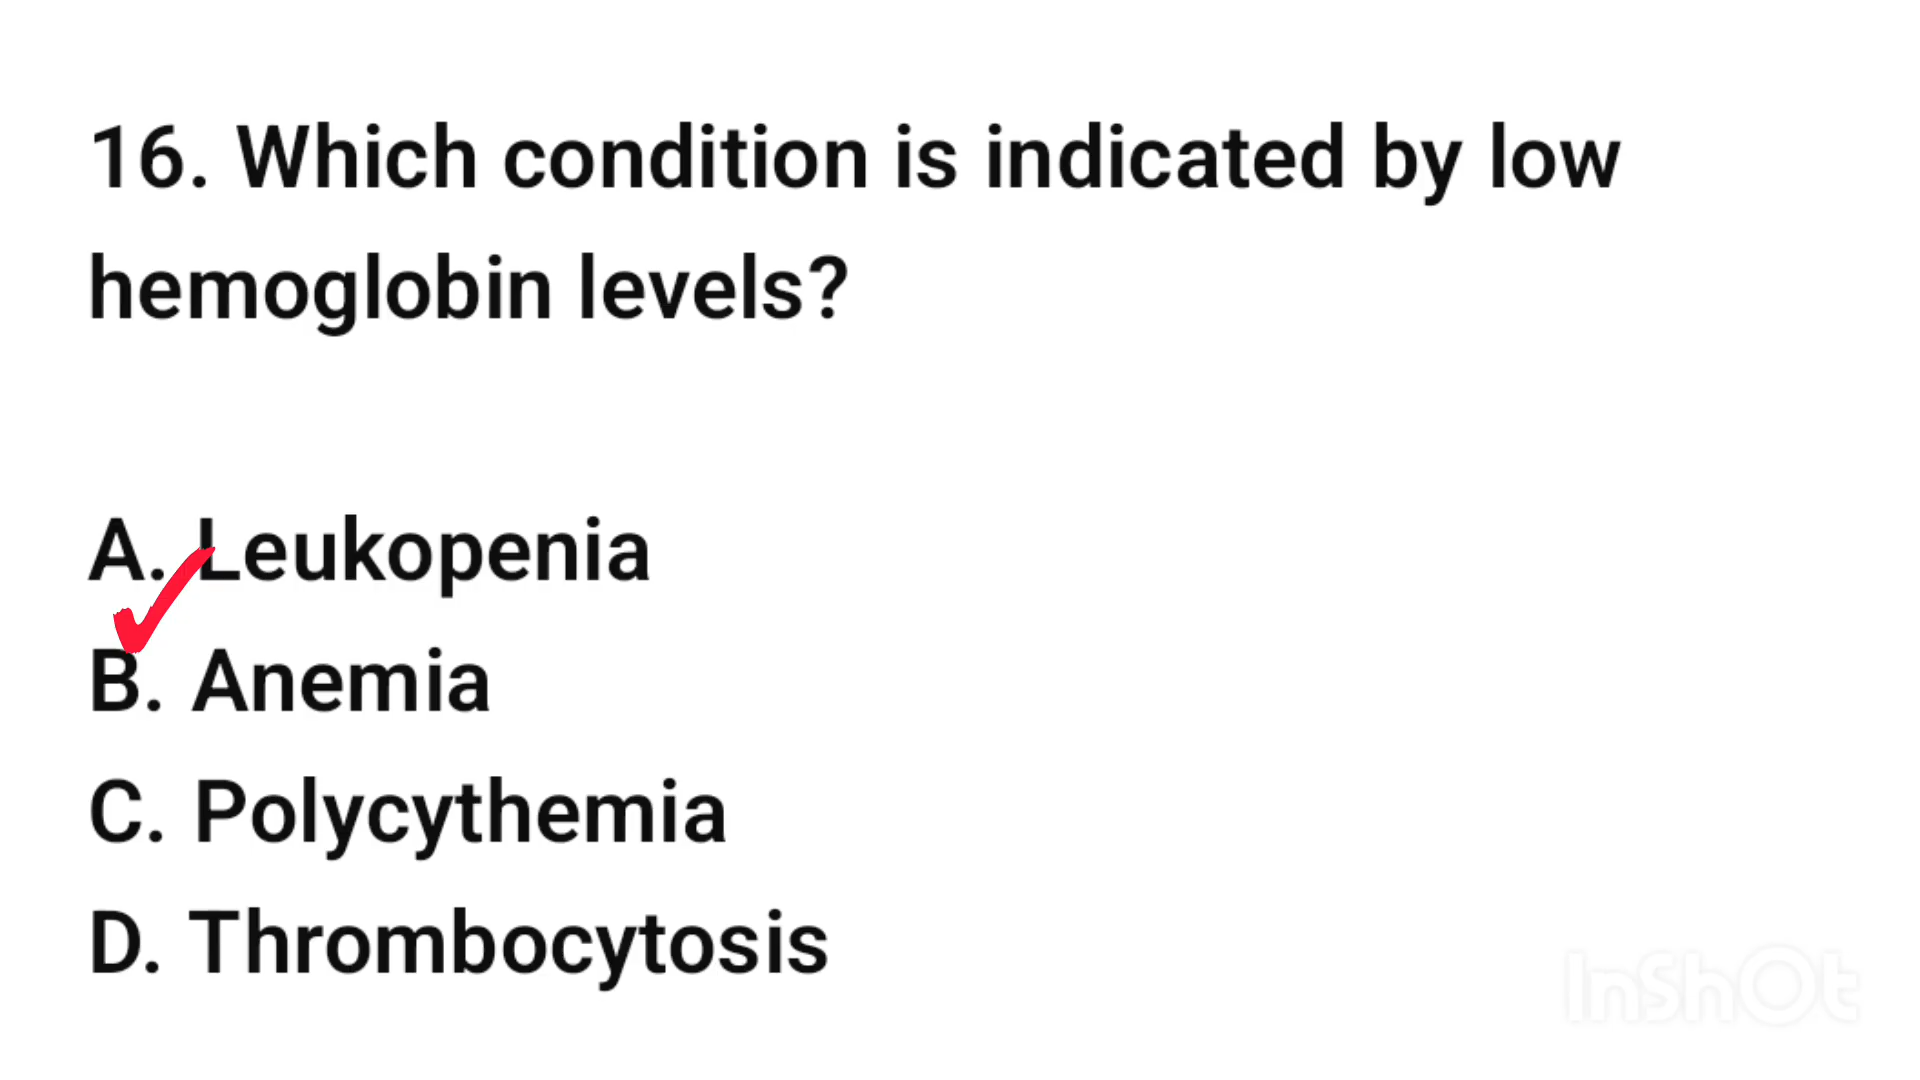 16. Which condition is indicated by low
hemoglobin levels?
A. Leukopenia
B. Anemia
C. Polycythemia
D. Thrombocytosis
InShOt